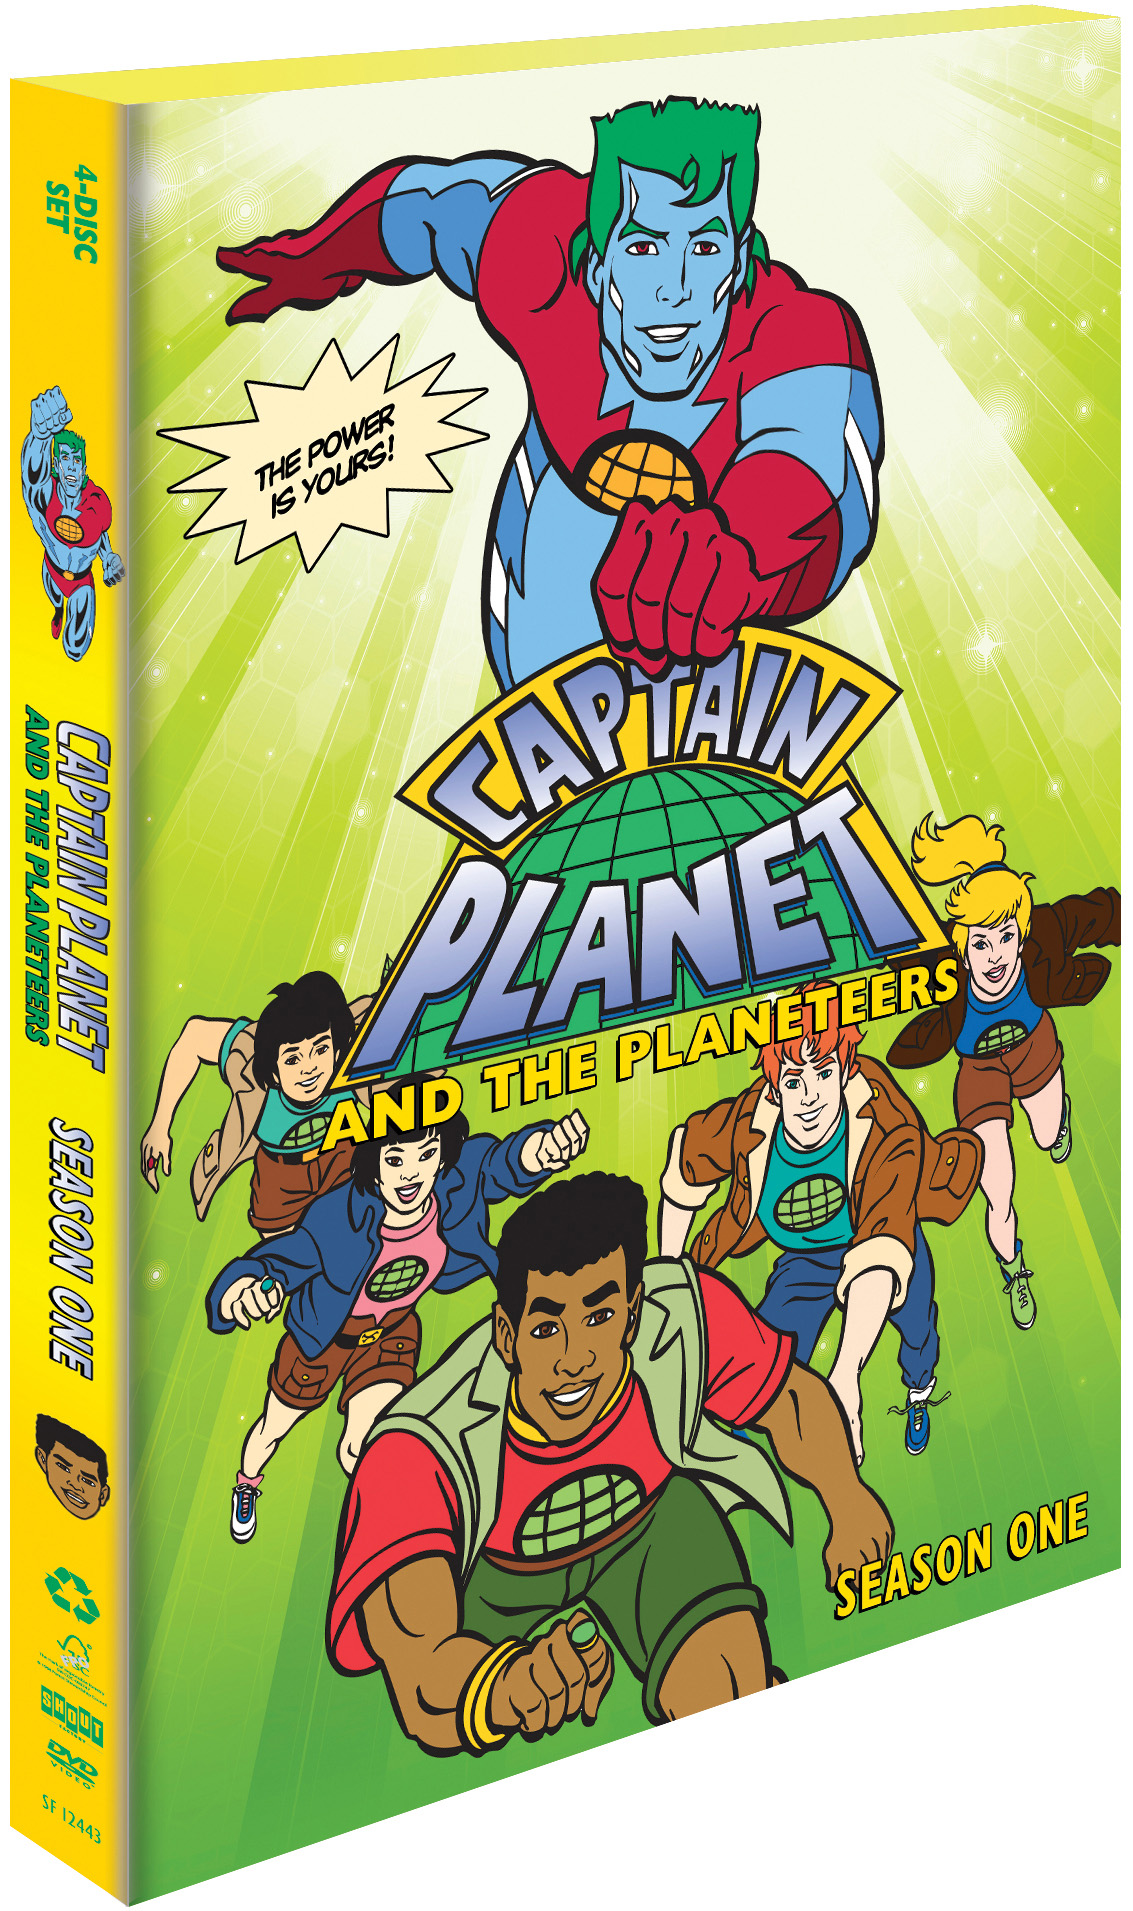 4-DISC
SET
CAPTAIN PLANET
AND THE PLANETEERS
SEASON ONE
FSC
SHOUT
FACTORY
DVD
VIDEO
SF 12443
THE POWER
IS YOURS!
CAPTAIN
PLANET
AND THE PLANETEERS
SEASON ONE